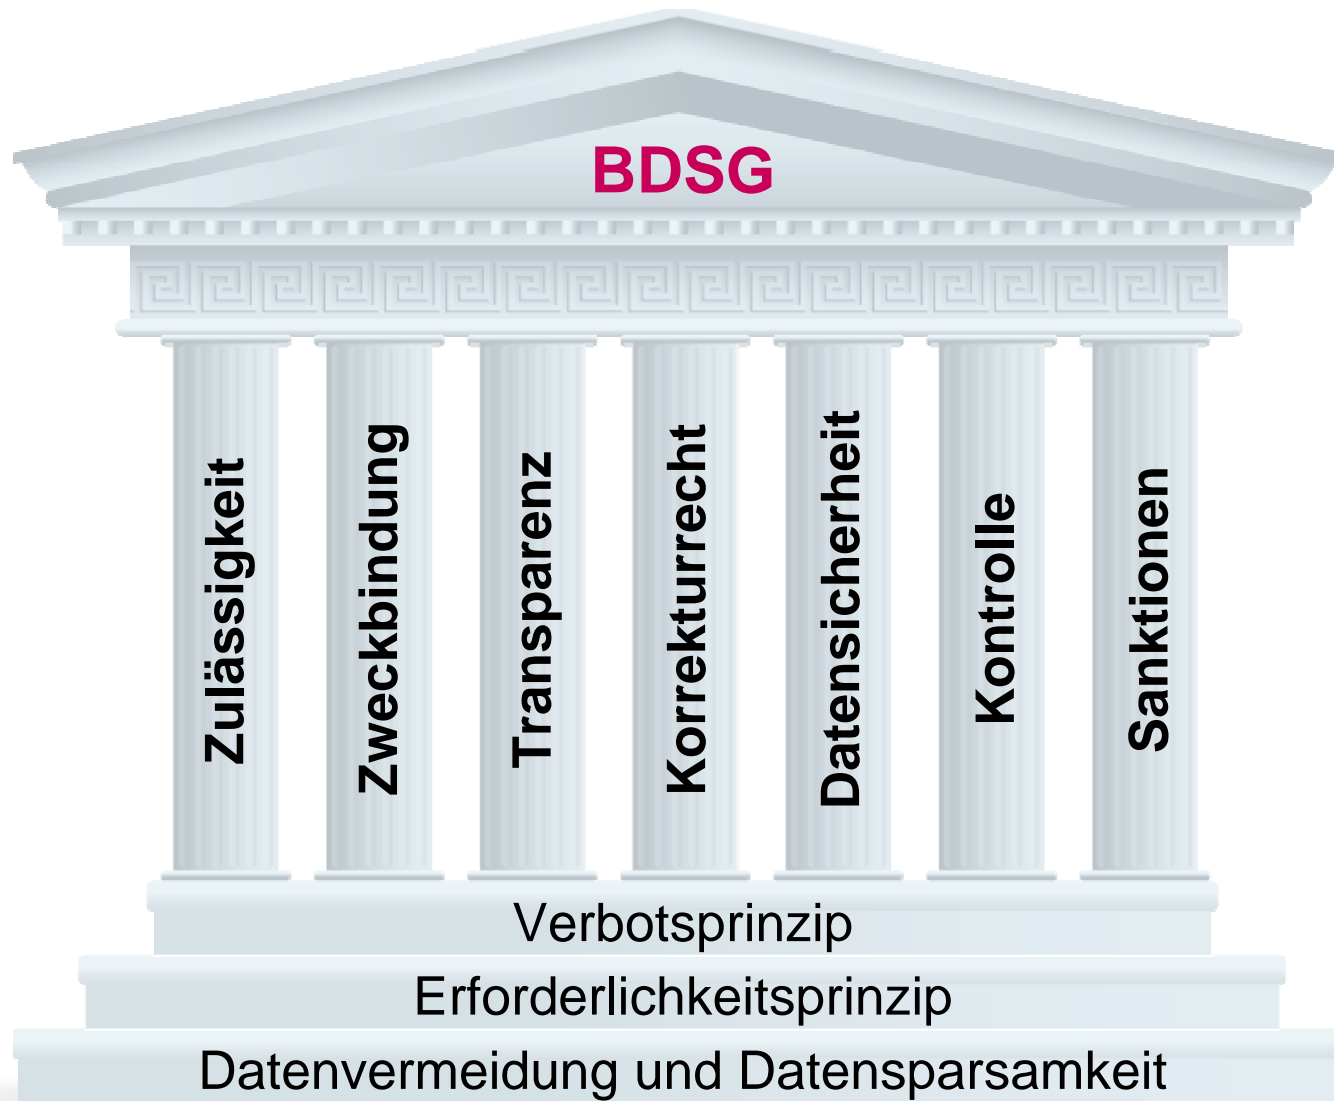 BDSG
Zulässigkeit
Zweckbindung
Transparenz
Korrekturrecht
Datensicherheit
Kontrolle
Sanktionen
Verbotsprinzip
Erforderlichkeitsprinzip
Datenvermeidung und Datensparsamkeit